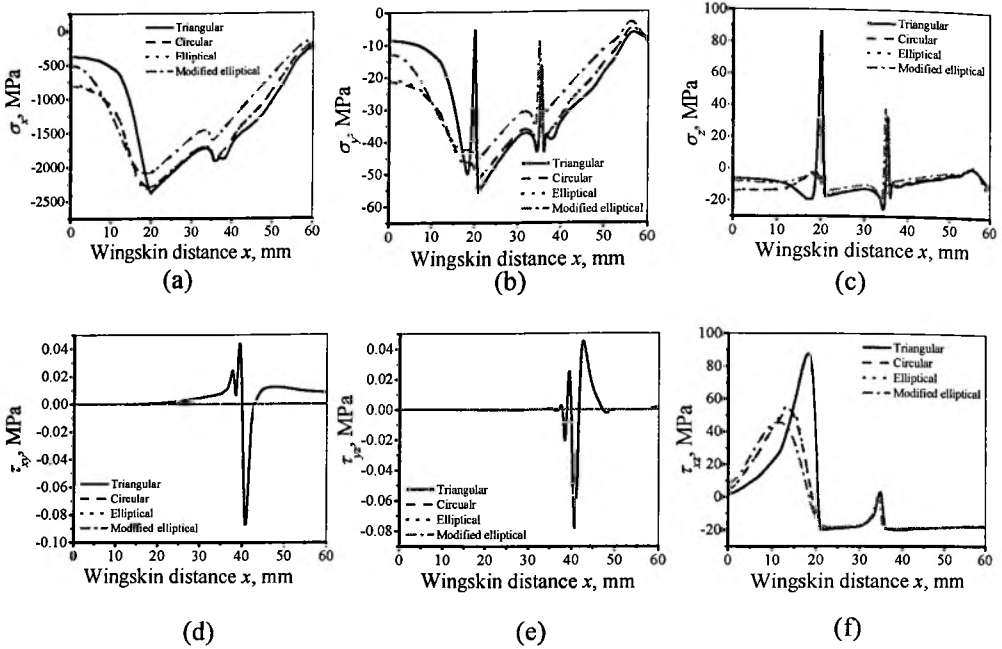 σx, MPa
0
-500
-1000
-1500
-2000
-2500
Triangular
Circular
Elliptical
Modified elliptical
0 10 20 30 40 50 60
Wingskin distance x, mm
(a)
σy, MPa
0
-10
-20
-30
-40
-50
-60
Triangular
Circular
Elliptical
Modified elliptical
0 10 20 30 40 50 60
Wingskin distance x, mm
(b)
σz, MPa
100
80
60
40
20
0
-20
Triangular
Circular
Elliptical
Modified elliptical
0 10 20 30 40 50 60
Wingskin distance x, mm
(c)
τxy, MPa
0.04
0.02
0.00
-0.02
-0.04
-0.06
-0.08
-0.10
Triangular
Circular
Elliptical
Modified elliptical
0 10 20 30 40 50 60
Wingskin distance x, mm
(d)
τyz, MPa
0.04
0.02
0.00
-0.02
-0.04
-0.06
-0.08
Triangular
Circualr
Elliptical
Modified elliptical
0 10 20 30 40 50 60
Wingskin distance x, mm
(e)
τxz, MPa
100
80
60
40
20
0
-20
Triangular
Circular
Elliptical
Modified elliptical
0 10 20 30 40 50 60
Wingskin distance x, mm
(f)